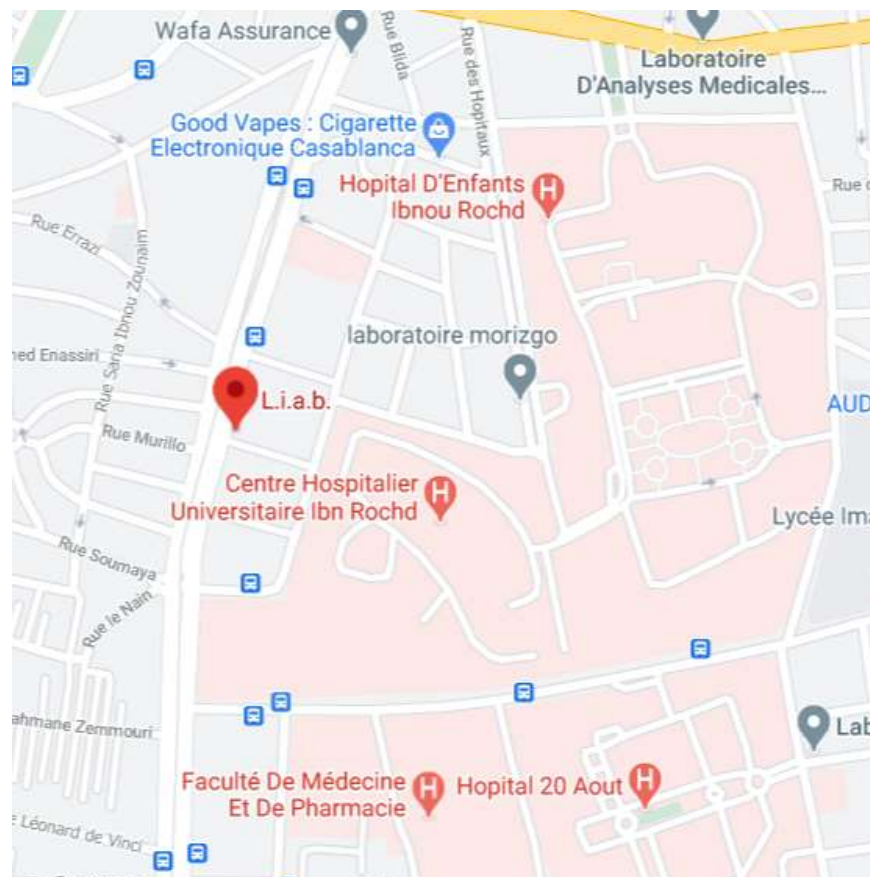 Wafa Assurance
Rue Blida
Rue des Hopitaux
Laboratoire
D'Analyses Medicales...
Good Vapes : Cigarette
Electronique Casablanca
Hopital D'Enfants
Ibnou Rochd
Rue
Rue Errazi
Rue Saria Ibnou Zounaim
laboratoire morizgo
med Enassiri
L.i.a.b.
AUD
Rue Murillo
Centre Hospitalier
Universitaire Ibn Rochd
Lycée Ima
Rue Soumaya
Rue le Nain
ahmane Zemmouri
Lab
Faculté De Médecine
Et De Pharmacie
Hopital 20 Aout
Léonard de Vinci